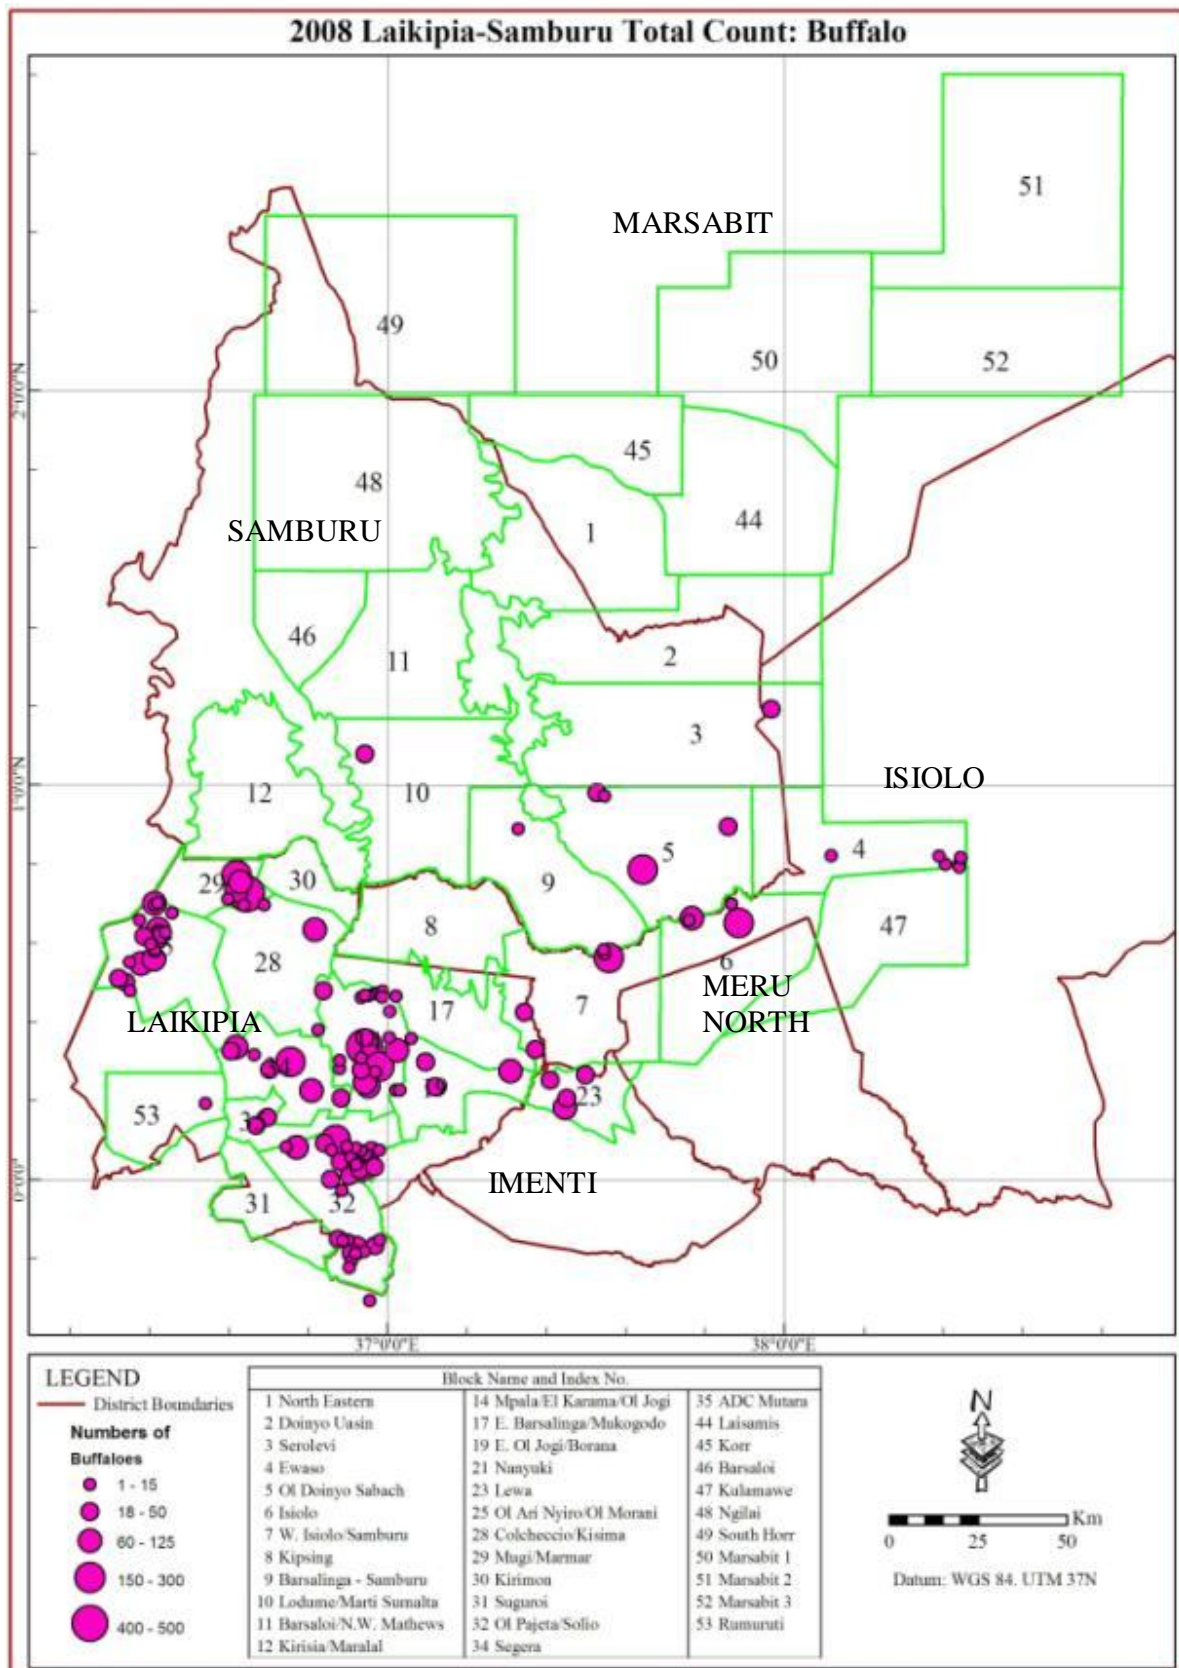 2008 Laikipia-Samburu Total Count: Buffalo
51
MARSABIT
49
50
52
2°0'0"N
45
48
44
SAMBURU
1
46
11
2
3
1°0'0"N
ISIOLO
12
10
4
5
29
30
9
8
47
28
6
MERU
NORTH
17
7
LAIKIPIA
23
53
IMENTI
0°0'0"
31
32
37°0'0"E
38°0'0"E
LEGEND
District Boundaries
Numbers of
Buffaloes
1 - 15
18 - 50
60 - 125
150 - 300
400 - 500
Block Name and Index No.
1 North Eastern
2 Doinyo Uasin
3 Serolevi
4 Ewaso
5 Ol Doinyo Sabach
6 Isiolo
7 W. Isiolo/Samburu
8 Kipsing
9 Barsalinga - Samburu
10 Lodume/Marti Sumalta
11 Barsaloi/N.W. Mathews
12 Kirisia/Maralal
14 Mpala/El Karama/Ol Jogi
17 E. Barsalinga/Mukogodo
19 E. Ol Jogi/Borana
21 Nanyuki
23 Lewa
25 Ol Ari Nyiro/Ol Morani
28 Colcheccio/Kisima
29 Mugi/Marmar
30 Kirimon
31 Suguroi
32 Ol Pajeta/Solio
34 Segera
35 ADC Mutara
44 Laisamis
45 Korr
46 Barsaloi
47 Kulamawe
48 Ngilai
49 South Horr
50 Marsabit 1
51 Marsabit 2
52 Marsabit 3
53 Rumuruti
N
Km
0 25 50
Datum: WGS 84. UTM 37N